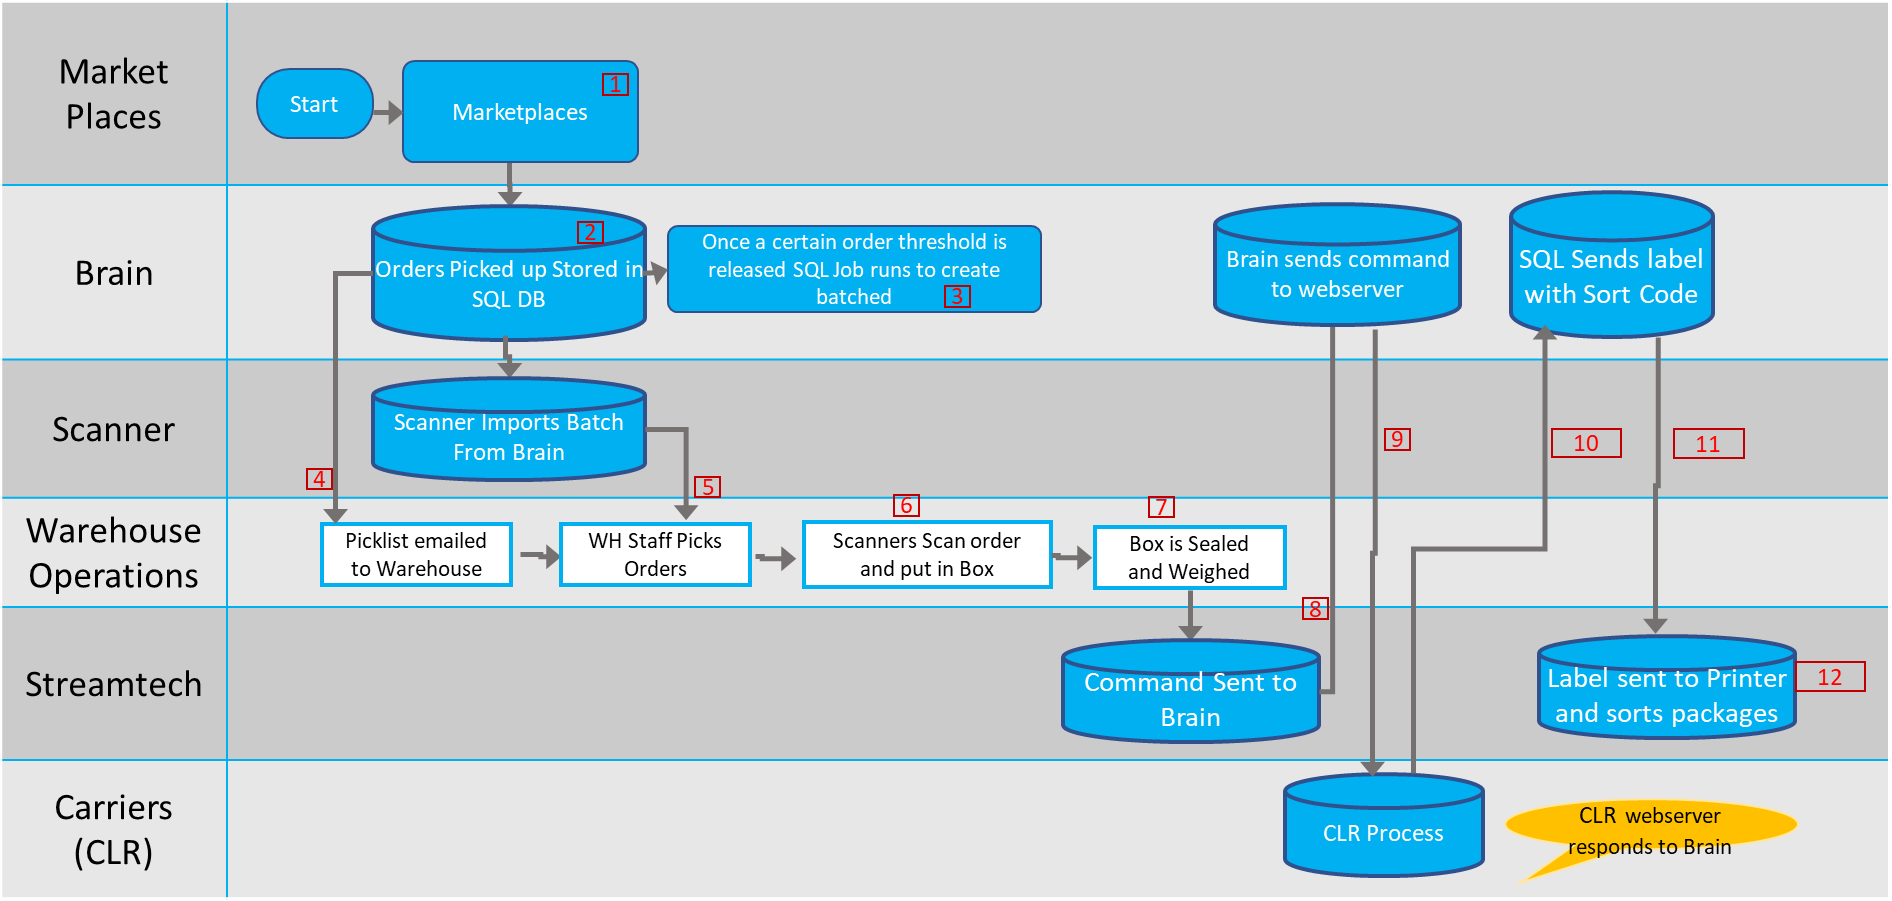 Market
Places
Start
Marketplaces
1
Brain
2
Orders Picked up Stored in
SQL DB
Once a certain order threshold is
released SQL Job runs to create
batched
3
Brain sends command
to webserver
SQL Sends label
with Sort Code
Scanner
Scanner Imports Batch
From Brain
4
5
9
10
11
Warehouse
Operations
Picklist emailed
to Warehouse
WH Staff Picks
Orders
6
Scanners Scan order
and put in Box
7
Box is Sealed
and Weighed
8
Streamtech
Command Sent to
Brain
Label sent to Printer
and sorts packages
12
Carriers
(CLR)
CLR Process
CLR webserver
responds to Brain